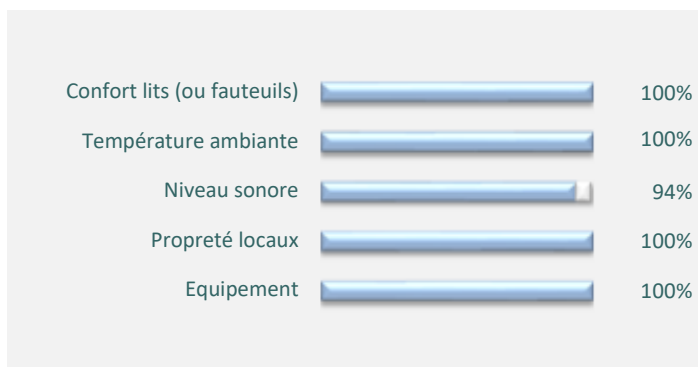 Confort lits (ou fauteuils) 100%
Température ambiante 100%
Niveau sonore 94%
Propreté locaux 100%
Equipement 100%